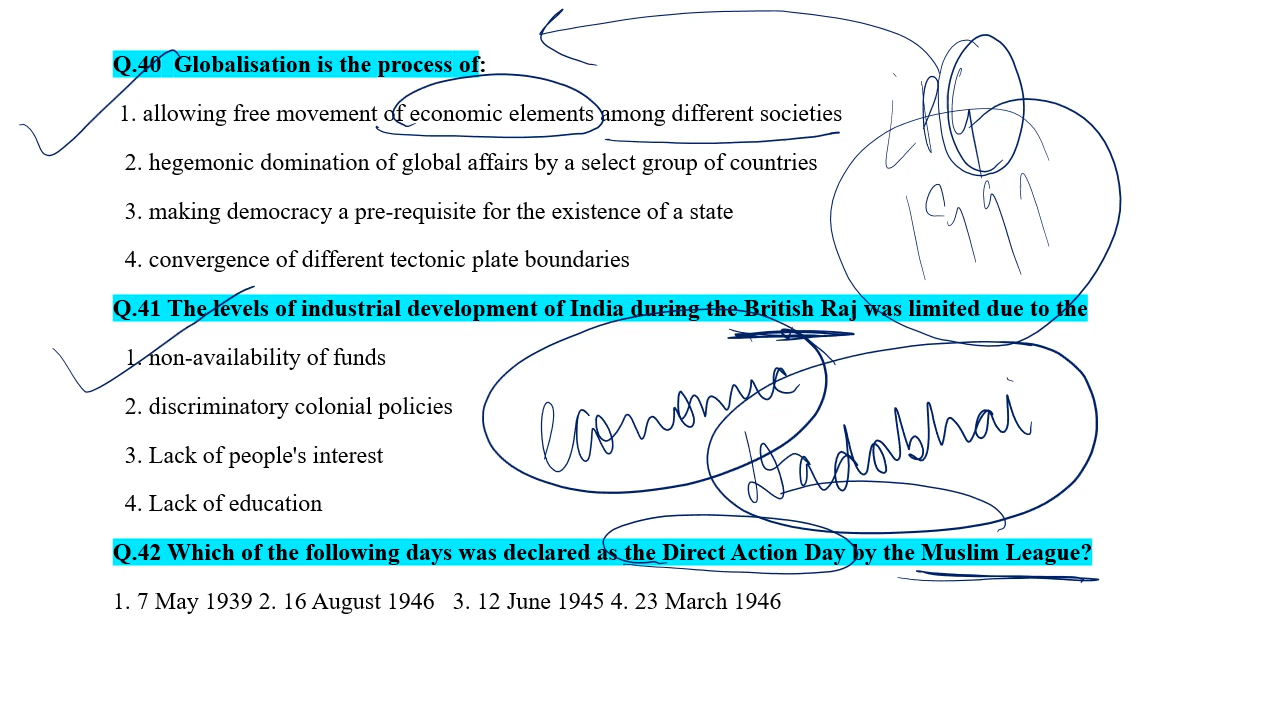 Q.40  Globalisation is the process of:
1. allowing free movement of economic elements among different societies
LPG
2. hegemonic domination of global affairs by a select group of countries
3. making democracy a pre-requisite for the existence of a state
4. convergence of different tectonic plate boundaries
Q.41 The levels of industrial development of India during the British Raj was limited due to the
1. non-availability of funds
2. discriminatory colonial policies
economic
Dadabhai
3. Lack of people's interest
4. Lack of education
Q.42 Which of the following days was declared as the Direct Action Day by the Muslim League?
1. 7 May 1939 2. 16 August 1946   3. 12 June 1945 4. 23 March 1946